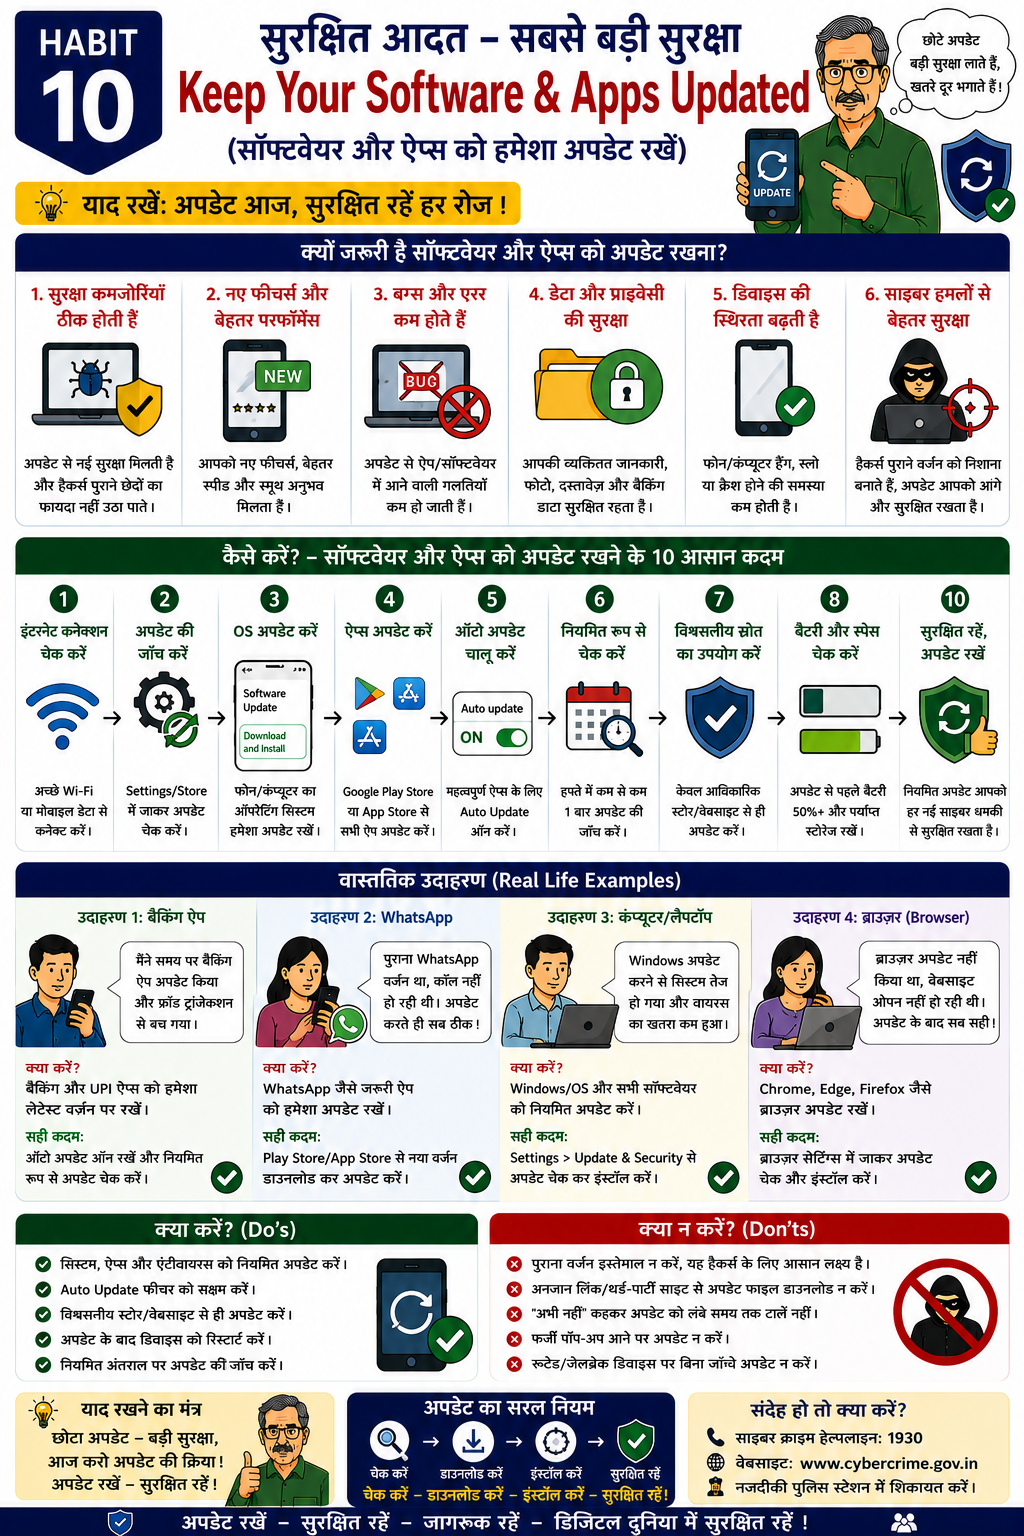 HABIT
10
सुरक्षित आदत – सबसे बड़ी सुरक्षा
Keep Your Software & Apps Updated
(सॉफ्टवेयर और ऐप्स को हमेशा अपडेट रखें)
छोटे अपडेट
बड़ी सुरक्षा लाते हैं,
खतरे दूर भगाते हैं !
UPDATE
याद रखें: अपडेट आज, सुरक्षित रहें हर रोज !
क्यों जरूरी है सॉफ्टवेयर और ऐप्स को अपडेट रखना?
1. सुरक्षा कमजोरियां
ठीक होती हैं
अपडेट से नई सुरक्षा मिलती है
और हैकर्स पुराने छेदों का
फायदा नहीं उठा पाते ।
2. नए फीचर्स और
बेहतर परफॉमेंस
NEW
आपको नए फीचर्स, बेहतर
स्पीड और स्मूथ अनुभव
मिलता हैं ।
3. बग्स और एरर
कम होते हैं
BUG
अपडेट से ऐप/सॉफ्टवेयर
में आने वाली गलतियों
कम हो जाती हैं ।
4. डेटा और प्राइवेसी
की सुरक्षा
आपकी व्यकितत जानकारी,
फोटो, दस्तावेज़ और बैकिंग
डाटा सुरक्षित रहता है ।
5. डिवाइस की
स्थिरता बढ़ती है
फोन/कंप्यूटर हैंग, स्लो
या क्रैश होने की समस्या
कम होती है ।
6. साइबर हमलों से
बेहतर सुरक्षा
हैकर्स पुराने वर्जन को निशाना
बनाते हैं, अपडेट आपको आंगे
और सुरक्षित रखता है ।
कैसे करें? – सॉफ्टवेयर और ऐप्स को अपडेट रखने के 10 आसान कदम
1
इंटरनेट कनेक्शन
चेक करें
अच्छे Wi-Fi
या मोबाइल डेटा से
कनेक्ट करें ।
2
अपडेट की
जॉच करें
Settings/Store
में जाकर अपडेट
चेक करें ।
3
OS अपडेट करें
Software
Update
Download
and Install
फोन/कंप्यूटर का
ऑपरेटिंग सिस्टम
हमेशा अपडेट रखें ।
4
ऐप्स अपडेट करें
Google Play Store
या App Store से
सभी ऐप अपडेट करें ।
5
ऑटो अपडेट
चालू करें
Auto update
ON
महत्वपुर्ण ऐप्स के लिए
Auto Update
ऑन करें ।
6
नियमित रूप से
चेक करें
हफ्ते में कम से कम
1 बार अपडेट की
जॉच करें ।
7
विश्वसलीय स्रोत
का उपयोग करें
केवल आविकारिक
स्टोर/वेबसाइट से ही
अपडेट करें ।
8
बैटरी और स्पेस
चेक करें
अपडेट से पहले बैटरी
50%+ और पर्याप्त
स्टोरेज रखें ।
10
सुरक्षित रहें,
अपडेट रखें
नियमित अपडेट आपको
हर नई साइबर धमकी
से सुरक्षित रखता है ।
वास्ततिक उदाहरण (Real Life Examples)
उदाहरण 1: बैकिंग ऐप
मैंने समय पर बैकिंग
ऐप अपडेट किया
और फ्रॉड ट्रांजेकशन
से बच गया ।
क्या करें?
बैकिंग और UPI ऐप्स को हमेशा
लेटेस्ट वर्ज़न पर रखें ।
सही कदम:
ऑटो अपडेट ऑन रखें और नियमित
रूप से अपडेट चेक करें ।
उदाहरण 2: WhatsApp
पुराना WhatsApp
वर्जन था, कॉल नहीं
हो रही थी । अपडेट
करते ही सब ठीक !
क्या करें?
WhatsApp जैसे जरूरी ऐप
को हमेशा अपडेट रखें ।
सही कदम:
Play Store/App Store से नया वर्जन
डाउनलोड कर अपडेट करें ।
उदाहरण 3: कंप्यूटर/लैपटॉप
Windows अपडेट
करने से सिस्टम तेज
हो गया और वायरस
का खतरा कम हुआ ।
क्या करें?
Windows/OS और सभी सॉफ्टवेयर
को नियमित अपडेट करें ।
सही कदम:
Settings > Update & Security से
अपडेट चेक कर इंस्टॉल करें ।
उदाहरण 4: ब्राउज़र (Browser)
ब्राउज़र अपडेट नहीं
किया था, वेबसाइट
ओपन नहीं हो रही थी ।
अपडेट के बाद सब सही !
क्या करें?
Chrome, Edge, Firefox जैसे
ब्राउज़र अपडेट रखें ।
सही कदम:
ब्राउज़र सेटिंग्स में जाकर अपडेट
चेक और इंस्टॉल करें ।
क्या करें? (Do's)
सिस्टम, ऐप्स और एंटीवायरस को नियमित अपडेट करें ।
Auto Update फीचर को सक्षम करें ।
विश्वसलीय स्टोर/वेबसाइट से ही अपडेट करें ।
अपडेट के बाद डिवाइस को रिस्टार्ट करें ।
नियमित अंतराल पर अपडेट की जॉच करें ।
क्या न करें? (Don'ts)
पुराना वर्जन इस्तेमाल न करें, यह हैकर्स के लिए आसान लक्ष्य है ।
अनजान लिंक/थर्ड-पार्टी साइट से अपडेट फाइल डाउनलोड न करें ।
"अभी नहीं" कहकर अपडेट को लंबे समय तक टालें नहीं ।
फर्जी पॉप-अप आने पर अपडेट न करें ।
रूटेड/जेलब्रेक डिवाइस पर बिना जॉच्चे अपडेट न करें ।
याद रखने का मंत्र
छोटा अपडेट – बड़ी सुरक्षा,
आज करो अपडेट की क्रिया !
अपडेट रखें – सुरक्षित रहें !
अपडेट का सरल नियम
चेक करें
डाउनलोड करें
इंस्टॉल करें
सुरक्षित रहें
चेक करें – डाउनलोड करें – इंस्टॉल करें – सुरक्षित रहें !
संदेह हो तो क्या करें?
साइबर क्राइम हेल्पलाइन: 1930
वेबसाइट: www.cybercrime.gov.in
नजदीकी पुलिस स्टेशन में शिकायत करें ।
अपडेट रखें – सुरक्षित रहें – जागरूक रहें – डिजिटल दुनिया में सुरक्षित रहें !